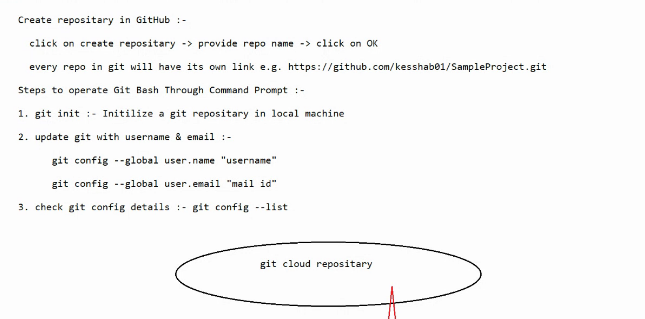 Create repositary in GitHub :-
click on create repositary -> provide repo name -> click on OK
every repo in git will have its own link e.g. https://github.com/kesshab01/SampleProject.git
Steps to operate Git Bash Through Command Prompt :-
1. git init :- Initilize a git repositary in local machine
2. update git with username & email :-
git config --global user.name "username"
git config --global user.email "mail id"
3. check git config details :- git config --list
git cloud repositary